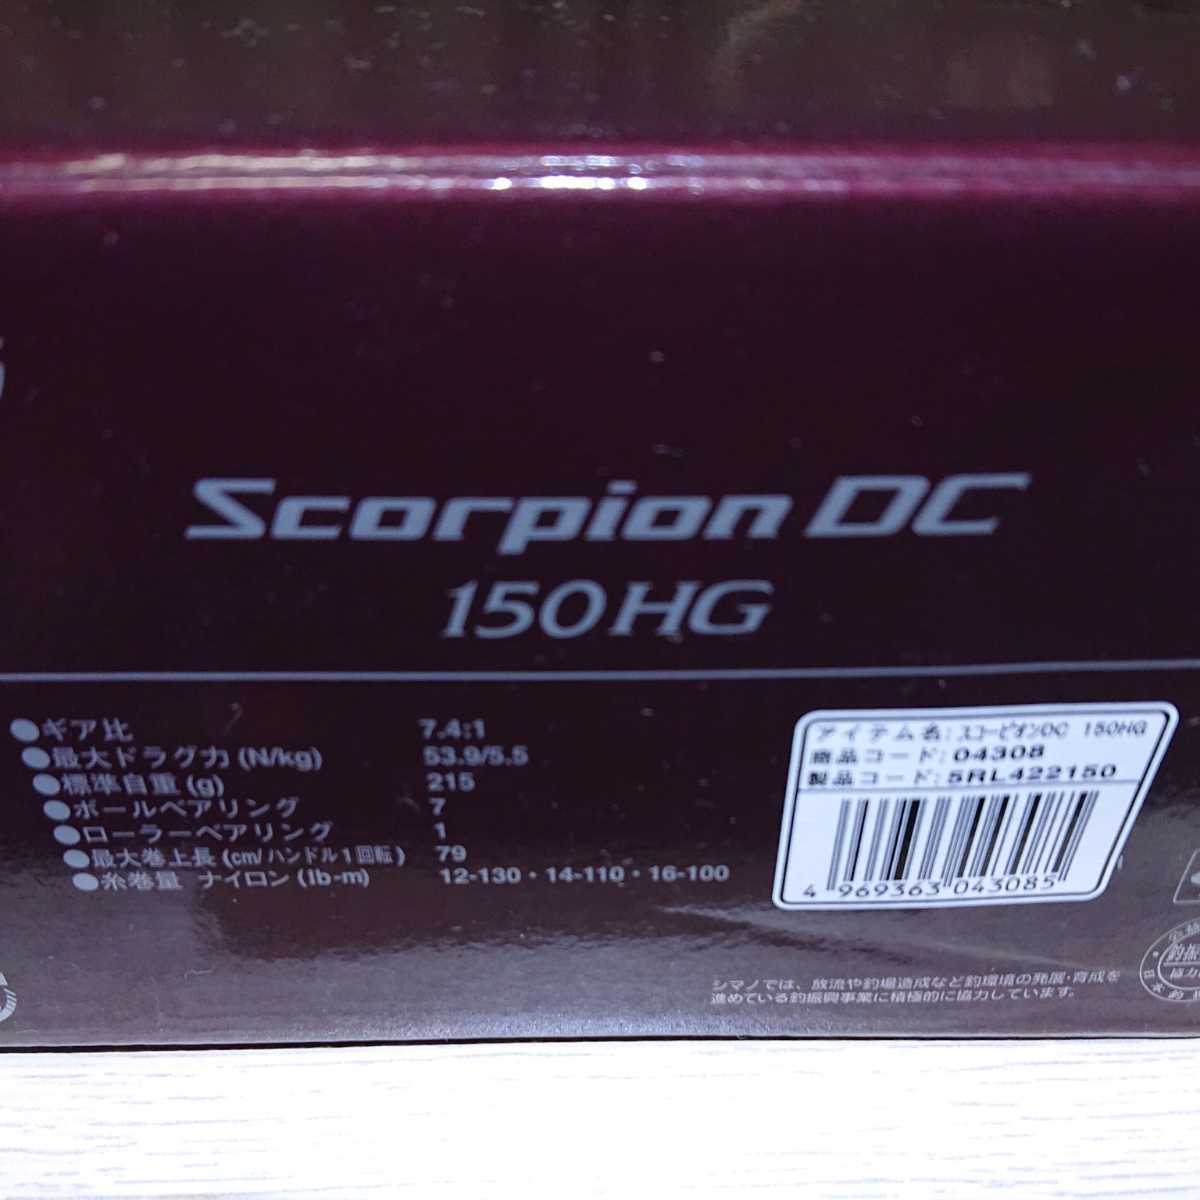 Scorpion DC
150HG
●ギア比 7.4:1
●最大ドラグ力(N/kg) 53.9/5.5
●標準自重(g) 215
●ボールベアリング 7
●ローラーベアリング 1
●最大巻上長(cm/ハンドル1回転) 79
●糸巻量 ナイロン(lb-m) 12-130・14-110・16-100
アイテム名:スコーピオンDC 150HG
商品コード:04308
製品コード:5RL422150
4 969363 043085
シマノでは、放流や釣場造成など釣環境の発展・育成を
進めている釣振興事業に積極的に協力しています。